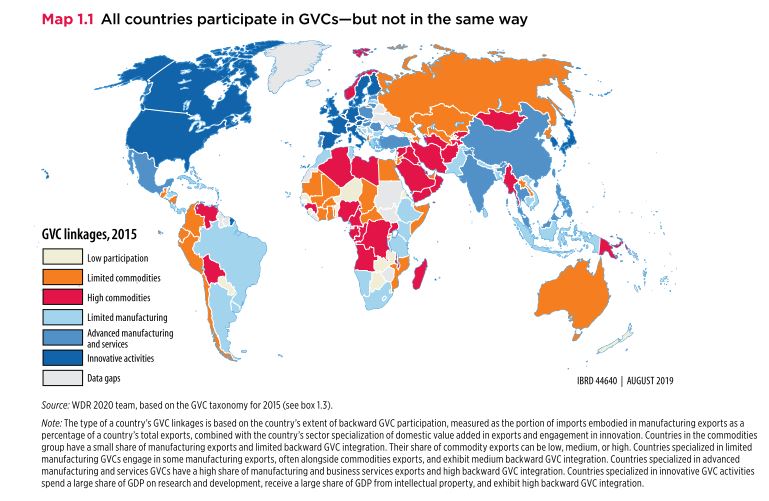 Map 1.1 All countries participate in GVCs—but not in the same way
GVC linkages, 2015
Low participation
Limited commodities
High commodities
Limited manufacturing
Advanced manufacturing
and services
Innovative activities
Data gaps
IBRD 44640 | AUGUST 2019
Source: WDR 2020 team, based on the GVC taxonomy for 2015 (see box 1.3).
Note: The type of a country's GVC linkages is based on the country's extent of backward GVC participation, measured as the portion of imports embodied in manufacturing exports as a
percentage of a country's total exports, combined with the country's sector specialization of domestic value added in exports and engagement in innovation. Countries in the commodities
group have a small share of manufacturing exports and limited backward GVC integration. Their share of commodity exports can be low, medium, or high. Countries specialized in limited
manufacturing GVCs engage in some manufacturing exports, often alongside commodities exports, and exhibit medium backward GVC integration. Countries specialized in advanced
manufacturing and services GVCs have a high share of manufacturing and business services exports and high backward GVC integration. Countries specialized in innovative GVC activities
spend a large share of GDP on research and development, receive a large share of GDP from intellectual property, and exhibit high backward GVC integration.